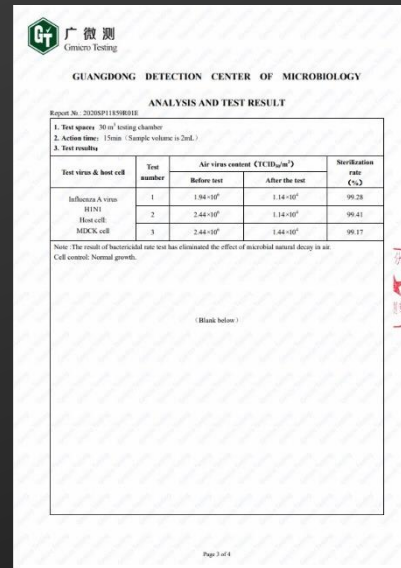 广微测
Gmicro Testing
GUANGDONG DETECTION CENTER OF MICROBIOLOGY
ANALYSIS AND TEST RESULT
Report №: 2020SP11859R01E
1. Test space: 30 m³ testing chamber
2. Action time: 15min (Sample volume is 2mL)
3. Test results:
Test virus & host cell Test number Air virus content (TCID₅₀/m³) Sterilization rate (%)
Before test After the test
Influenza A virus H1N1 Host cell: MDCK cell
1 1.94×10⁶ 1.14×10⁴ 99.28
2 2.44×10⁶ 1.14×10⁴ 99.41
3 2.44×10⁶ 1.44×10⁴ 99.17
Note :The result of bactericidal rate test has eliminated the effect of microbial natural decay in air.
Cell control: Normal growth.
(Blank below)
Page 3 of 4